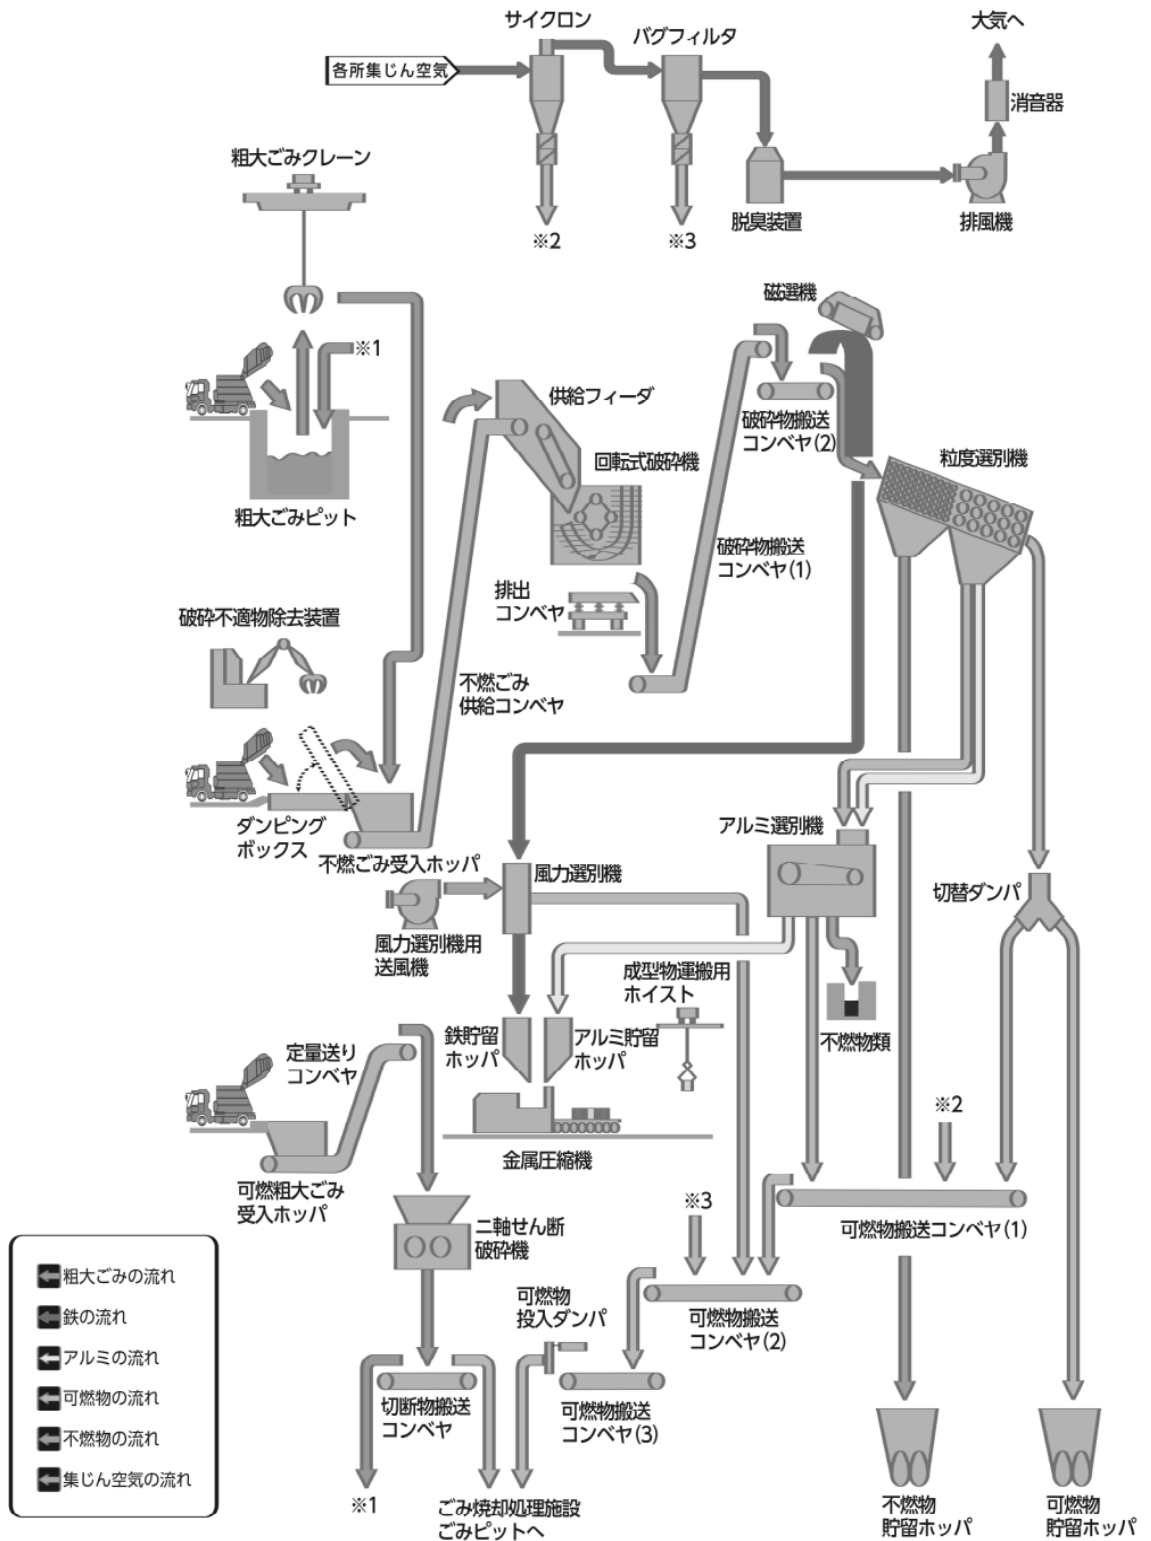 サイクロン
バグフィルタ
大気へ
各所集じん空気
消音器
粗大ごみクレーン
※2
※3
脱臭装置
排風機
磁選機
※1
供給フィーダ
破砕物搬送
コンベヤ(2)
回転式破砕機
粒度選別機
粗大ごみピット
破砕物搬送
コンベヤ(1)
排出
コンベヤ
破砕不適物除去装置
不燃ごみ
供給コンベヤ
ダンピング
ボックス
不燃ごみ受入ホッパ
アルミ選別機
風力選別機
切替ダンパ
風力選別機用
送風機
成型物運搬用
ホイスト
鉄貯留
ホッパ
アルミ貯留
ホッパ
不燃物類
定量送り
コンベヤ
※2
金属圧縮機
可燃粗大ごみ
受入ホッパ
※3
可燃物搬送コンベヤ(1)
二軸せん断
破砕機
可燃物
投入ダンパ
可燃物搬送
コンベヤ(2)
切断物搬送
コンベヤ
可燃物搬送
コンベヤ(3)
※1
ごみ焼却処理施設
ごみピットへ
不燃物
貯留ホッパ
可燃物
貯留ホッパ
粗大ごみの流れ
鉄の流れ
アルミの流れ
可燃物の流れ
不燃物の流れ
集じん空気の流れ